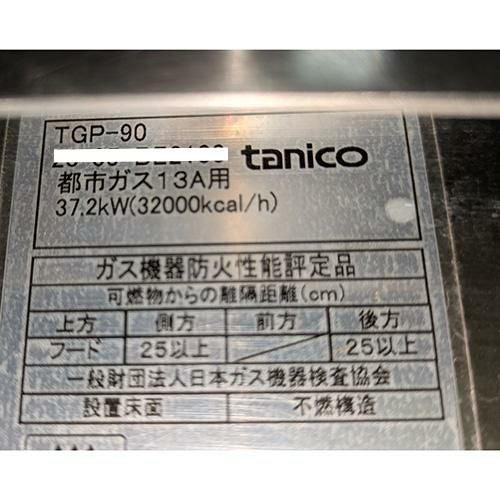 TGP-90
tanico
都市ガス13A用
37.2kW(32000kcal/h)
ガス機器防火性能評定品
可燃物からの離隔距離(cm)
上方 側方 前方 後方
フード 25以上 25以上
一般財団法人日本ガス機器検査協会
設置床面 不燃構造